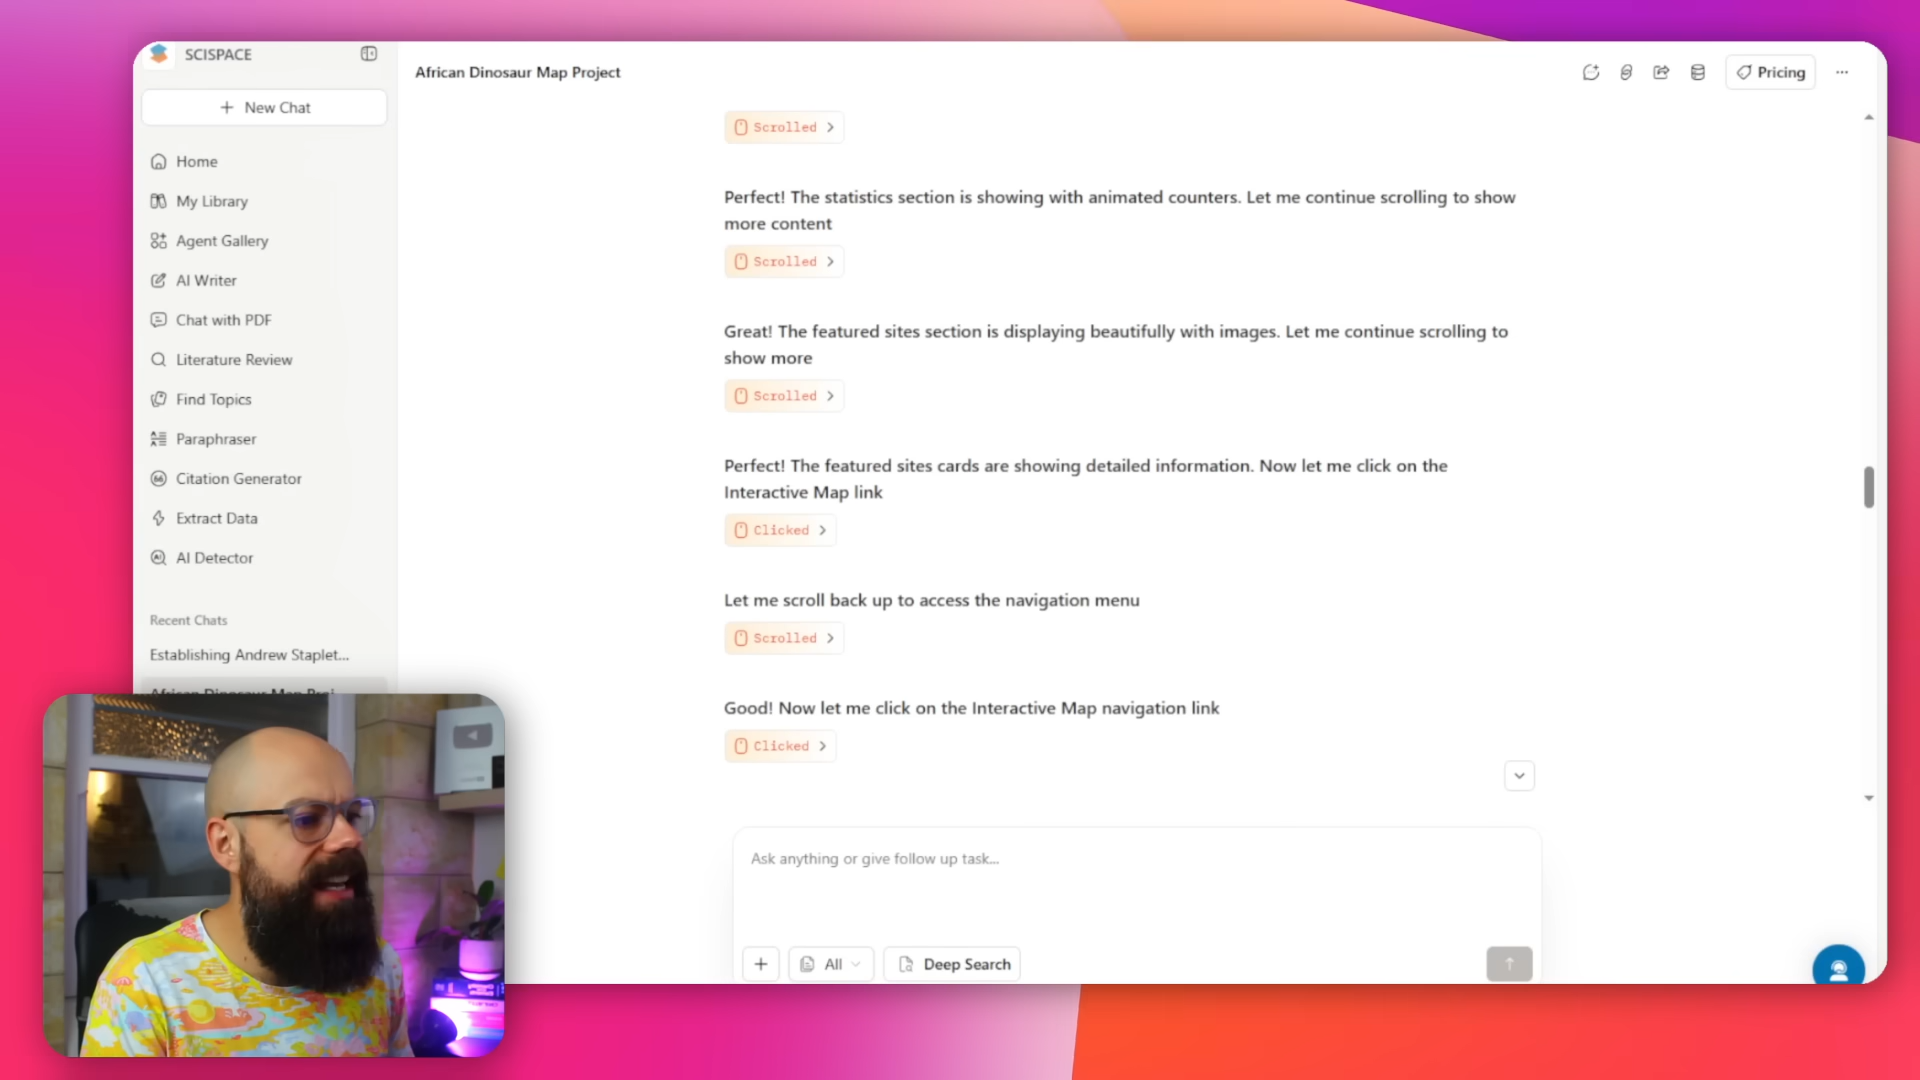 SCISPACE
New Chat
Home
My Library
Agent Gallery
AI Writer
Chat with PDF
Literature Review
Find Topics
Paraphraser
Citation Generator
Extract Data
AI Detector
Recent Chats
Establishing Andrew Staplet...
African Dinosaur Map Proj...
African Dinosaur Map Project
Pricing
Scrolled
Perfect! The statistics section is showing with animated counters. Let me continue scrolling to show
more content
Scrolled
Great! The featured sites section is displaying beautifully with images. Let me continue scrolling to
show more
Scrolled
Perfect! The featured sites cards are showing detailed information. Now let me click on the
Interactive Map link
Clicked
Let me scroll back up to access the navigation menu
Scrolled
Good! Now let me click on the Interactive Map navigation link
Clicked
Ask anything or give follow up task...
All
Deep Search